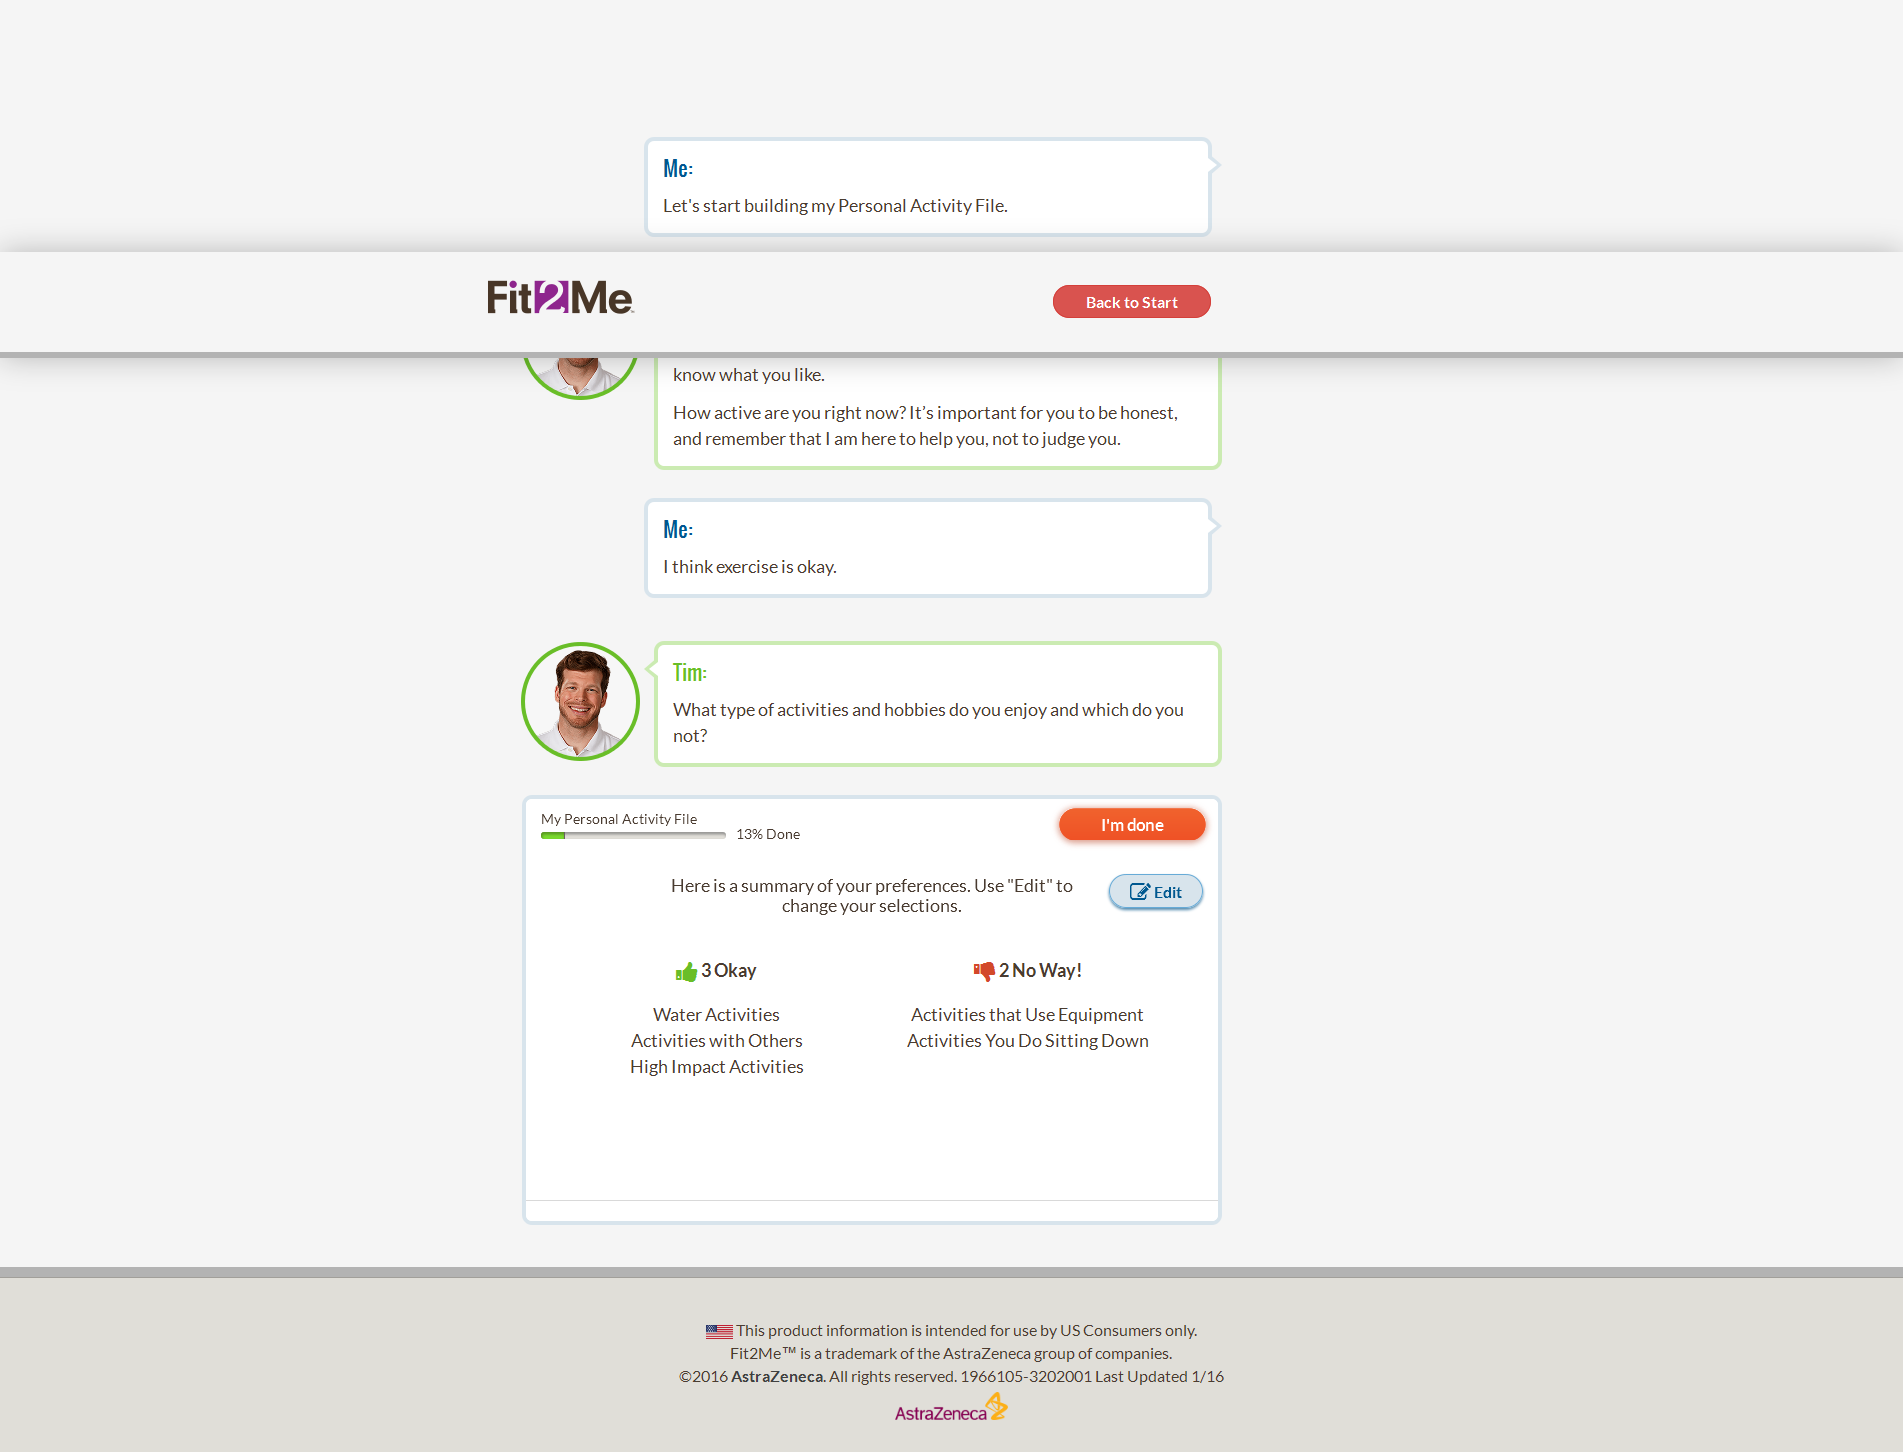 Me:
Let's start building my Personal Activity File.
Fit2Me™
Back to Start
know what you like.
How active are you right now? It’s important for you to be honest,
and remember that I am here to help you, not to judge you.
Me:
I think exercise is okay.
Tim:
What type of activities and hobbies do you enjoy and which do you
not?
My Personal Activity File
13% Done
I'm done
Here is a summary of your preferences. Use "Edit" to
change your selections.
Edit
3 Okay
Water Activities
Activities with Others
High Impact Activities
2 No Way!
Activities that Use Equipment
Activities You Do Sitting Down
This product information is intended for use by US Consumers only.
Fit2Me™ is a trademark of the AstraZeneca group of companies.
©2016 AstraZeneca. All rights reserved. 1966105-3202001 Last Updated 1/16
AstraZeneca